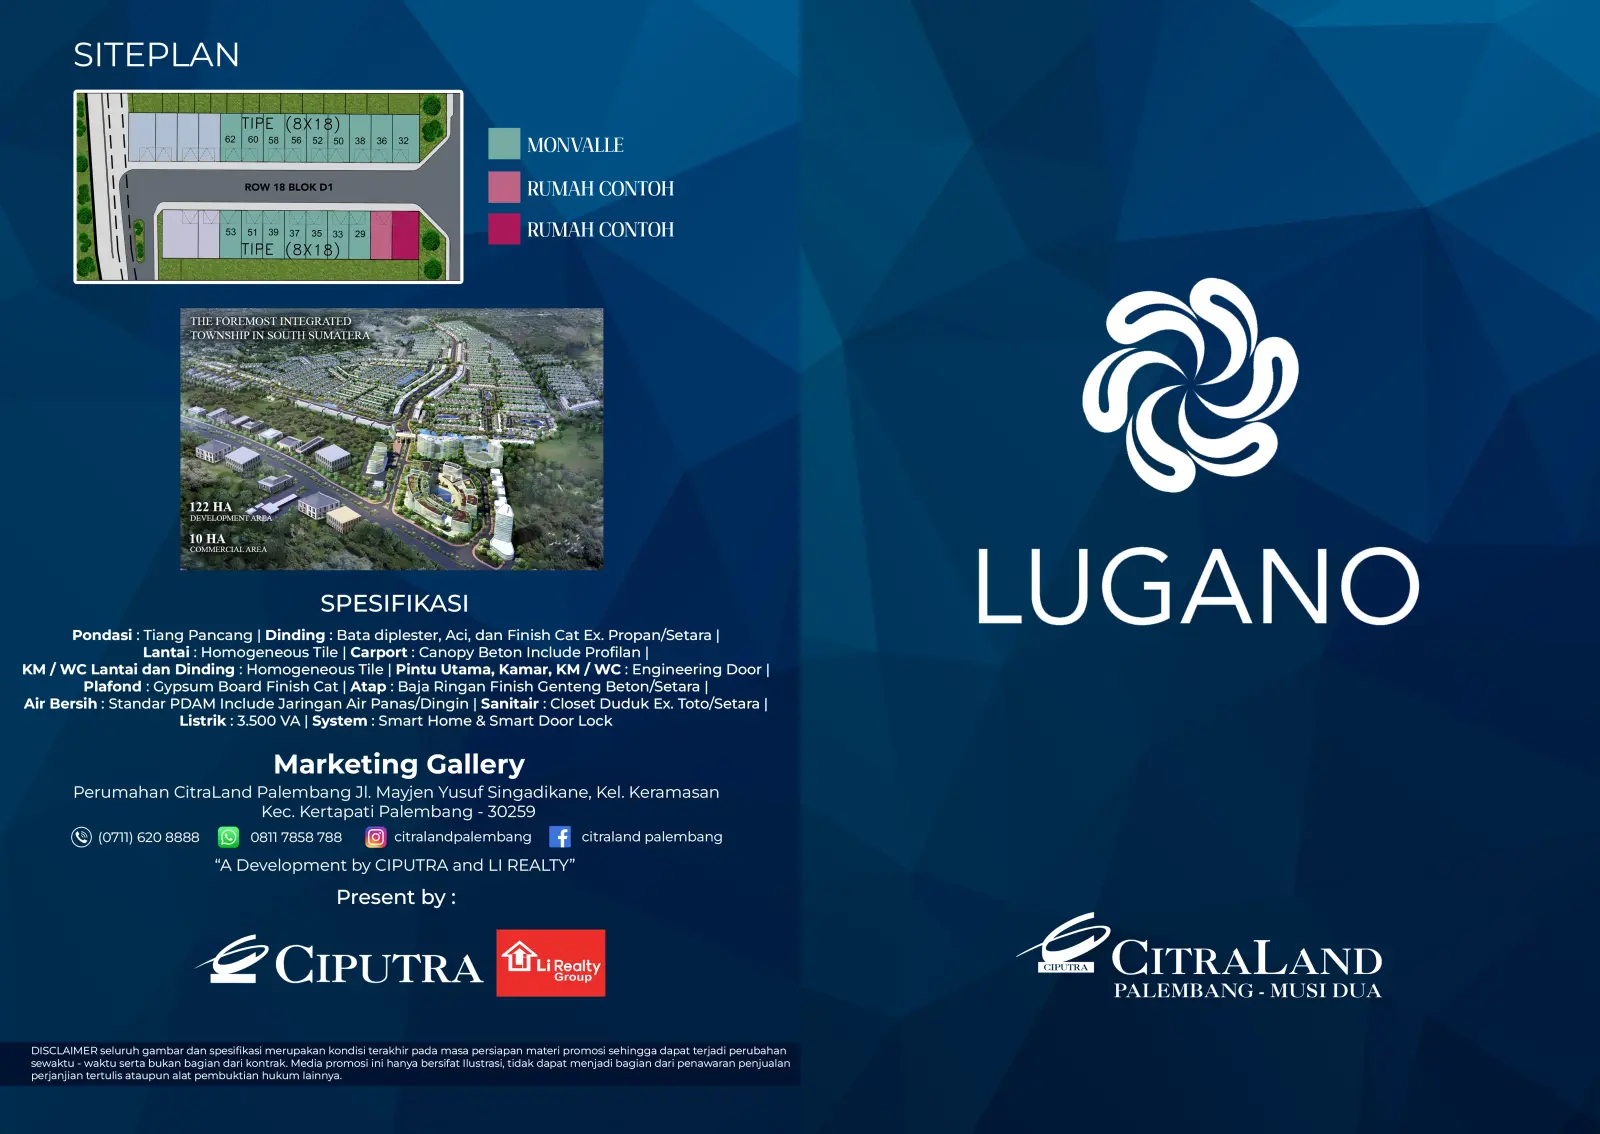 SITEPLAN
TIPE (8X18)
62 60 58 56 52 50 38 36 32
ROW 18 BLOK D1
53 51 39 37 35 33 29
TIPE (8X18)
MONVALLE
RUMAH CONTOH
RUMAH CONTOH
THE FOREMOST INTEGRATED
TOWNSHIP IN SOUTH SUMATERA
122 HA
DEVELOPMENT AREA
10 HA
COMMERCIAL AREA
SPESIFIKASI
Pondasi : Tiang Pancang | Dinding : Bata diplester, Aci, dan Finish Cat Ex. Propan/Setara |
Lantai : Homogeneous Tile | Carport : Canopy Beton Include Profilan |
KM / WC Lantai dan Dinding : Homogeneous Tile | Pintu Utama, Kamar, KM / WC : Engineering Door |
Plafond : Gypsum Board Finish Cat | Atap : Baja Ringan Finish Genteng Beton/Setara |
Air Bersih : Standar PDAM Include Jaringan Air Panas/Dingin | Sanitair : Closet Duduk Ex. Toto/Setara |
Listrik : 3.500 VA | System : Smart Home & Smart Door Lock
Marketing Gallery
Perumahan CitraLand Palembang Jl. Mayjen Yusuf Singadikane, Kel. Keramasan
Kec. Kertapati Palembang - 30259
(0711) 620 8888 0811 7858 788 citralandpalembang citraland palembang
“A Development by CIPUTRA and LI REALTY”
Present by :
CIPUTRA
Li Realty
Group
DISCLAIMER seluruh gambar dan spesifikasi merupakan kondisi terakhir pada masa persiapan materi promosi sehingga dapat terjadi perubahan
sewaktu - waktu serta bukan bagian dari kontrak. Media promosi ini hanya bersifat Ilustrasi, tidak dapat menjadi bagian dari penawaran penjualan
perjanjian tertulis ataupun alat pembuktian hukum lainnya.
LUGANO
CIPUTRA
CITRALAND
PALEMBANG - MUSI DUA